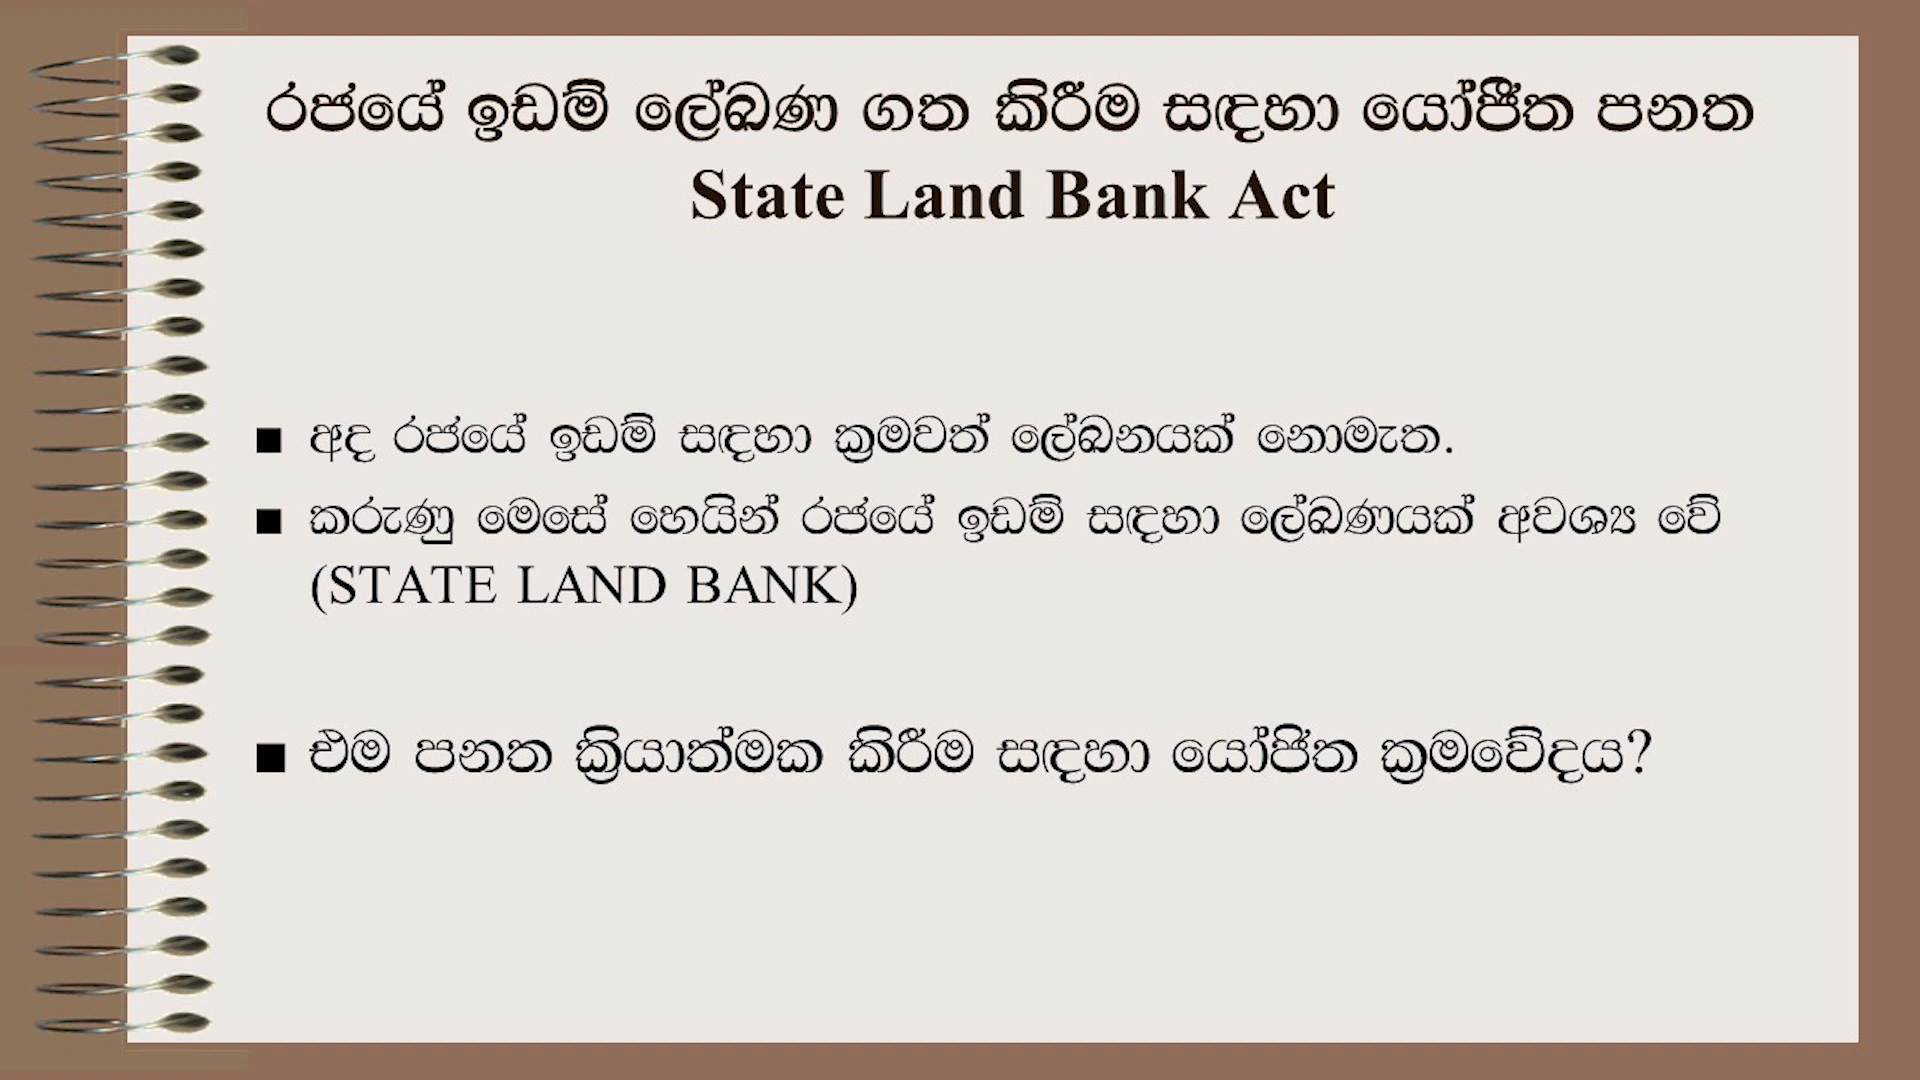 රජයේ ඉඩම් ලේඛණ ගත කිරීම සඳහා යෝජීත පනත
State Land Bank Act
■ අද රජයේ ඉඩම් සඳහා ක්‍රමවත් ලේඛනයක් නොමැත.
■ කරුණු මෙසේ හෙයින් රජයේ ඉඩම් සඳහා ලේඛණයක් අවශ්‍ය වේ
(STATE LAND BANK)
■ එම පනත ක්‍රියාත්මක කිරීම සඳහා යෝජිත ක්‍රමවේදය?